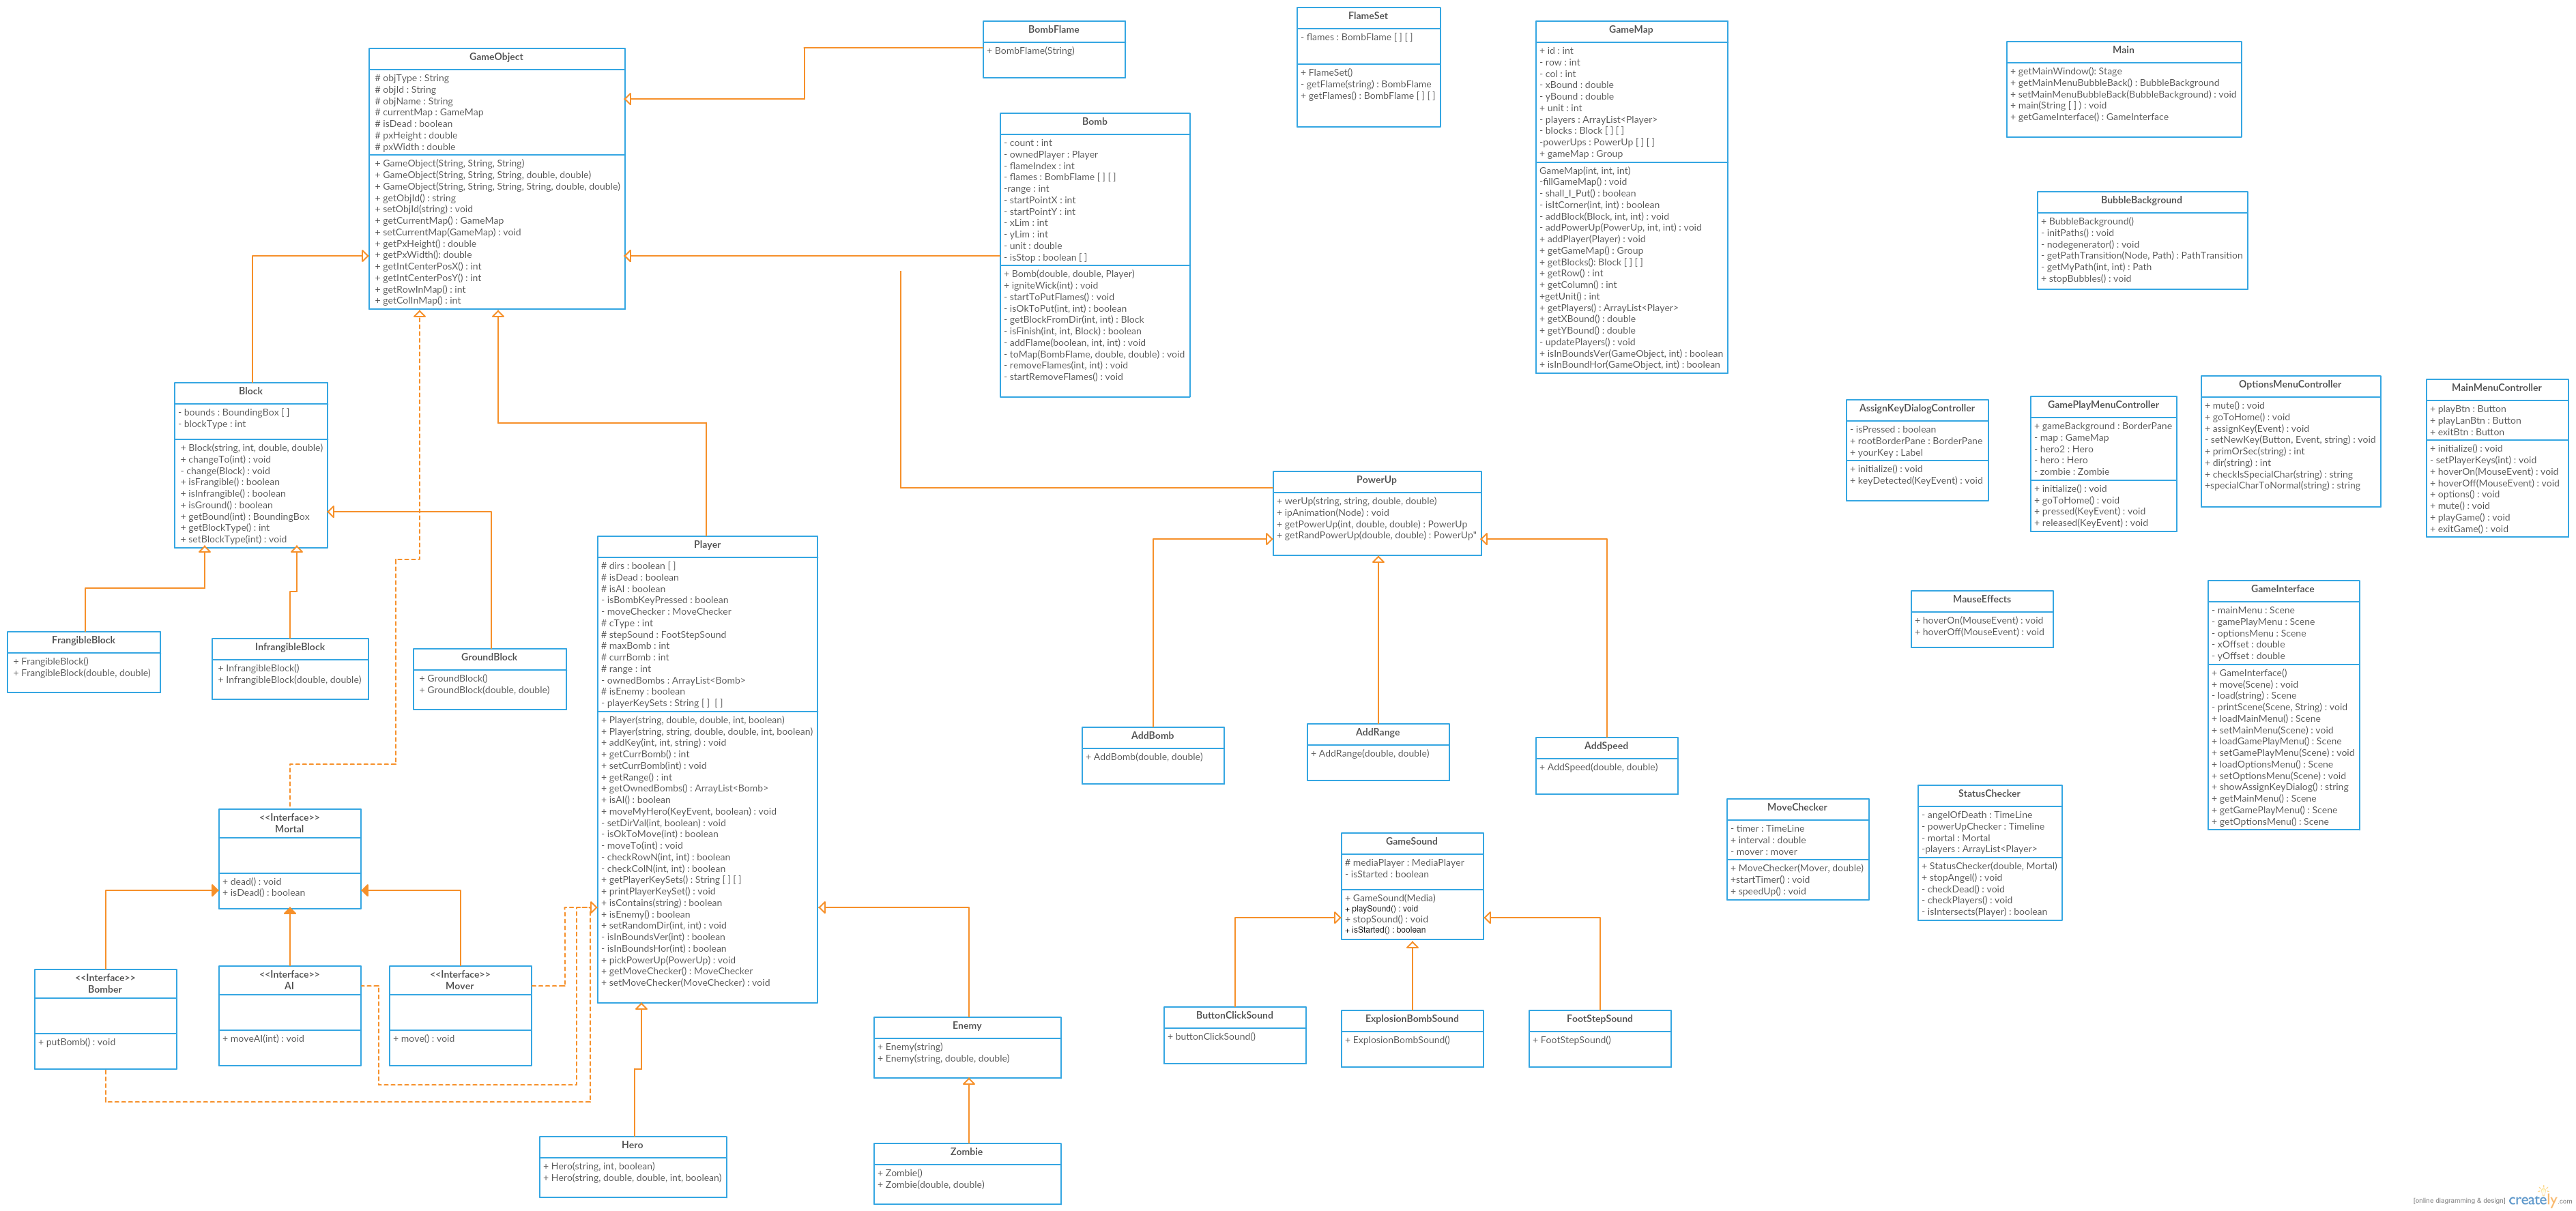 GameObject
# objType : String
# objId : String
# objName : String
# currentMap : GameMap
# isDead : boolean
# pxHeight : double
# pxWidth : double
+ GameObject(String, String, String)
+ GameObject(String, String, String, double, double)
+ GameObject(String, String, String, String, double, double)
+ getObjId() : string
+ setObjId(string) : void
+ getCurrentMap() : GameMap
+ setCurrentMap(GameMap) : void
+ getPxHeight() : double
+ getPxWidth(): double
+ getIntCenterPosX() : int
+ getIntCenterPosY() : int
+ getRowInMap() : int
+ getColInMap() : int
BombFlame
+ BombFlame(String)
FlameSet
- flames : BombFlame [ ] [ ]
+ FlameSet()
- getFlame(string) : BombFlame
+ getFlames() : BombFlame [ ] [ ]
GameMap
+ id : int
- row : int
- col : int
- xBound : double
- yBound : double
+ unit : int
- players : ArrayList<Player>
- blocks : Block [ ] [ ]
-powerUps : PowerUp [ ] [ ]
+ gameMap : Group
GameMap(int, int, int)
-fillGameMap() : void
- shall_I_Put() : boolean
- isItCorner(int, int) : boolean
- addBlock(Block, int, int) : void
- addPowerUp(PowerUp, int, int) : void
+ addPlayer(Player) : void
+ getGameMap() : Group
+ getBlocks(): Block [ ] [ ]
+ getRow() : int
+ getColumn() : int
+getUnit() : int
+ getPlayers() : ArrayList<Player>
+ getXBound() : double
+ getYBound() : double
- updatePlayers() : void
+ isInBoundsVer(GameObject, int) : boolean
+ isInBoundHor(GameObject, int) : boolean
Main
+ getMainWindow(): Stage
+ getMainMenuBubbleBack() : BubbleBackground
+ setMainMenuBubbleBack(BubbleBackground) : void
+ main(String [ ] ) : void
+ getGameInterface() : GameInterface
Bomb
- count : int
- ownedPlayer : Player
- flameIndex : int
- flames : BombFlame [ ] [ ]
-range : int
- startPointX : int
- startPointY : int
- xLim : int
- yLim : int
- unit : double
- isStop : boolean [ ]
+ Bomb(double, double, Player)
+ igniteWick(int) : void
- startToPutFlames() : void
- isOkToPut(int, int) : boolean
- getBlockFromDir(int, int) : Block
- isFinish(int, int, Block) : boolean
- addFlame(boolean, int, int) : void
- toMap(BombFlame, double, double) : void
- removeFlames(int, int) : void
- startRemoveFlames() : void
BubbleBackground
+ BubbleBackground()
- initPaths() : void
- nodegenerator() : void
- getPathTransition(Node, Path) : PathTransition
- getMyPath(int, int) : Path
+ stopBubbles() : void
Block
- bounds : BoundingBox [ ]
- blockType : int
+ Block(string, int, double, double)
+ changeTo(int) : void
- change(Block) : void
+ isFrangible() : boolean
+ isInfrangible() : boolean
+ isGround() : boolean
+ getBound(int) : BoundingBox
+ getBlockType() : int
+ setBlockType(int) : void
AssignKeyDialogController
- isPressed : boolean
+ rootBorderPane : BorderPane
+ yourKey : Label
+ initialize() : void
+ keyDetected(KeyEvent) : void
GamePlayMenuController
+ gameBackground : BorderPane
- map : GameMap
- hero2 : Hero
- hero : Hero
- zombie : Zombie
+ initialize() : void
+ goToHome() : void
+ pressed(KeyEvent) : void
+ released(KeyEvent) : void
OptionsMenuController
+ mute() : void
+ goToHome() : void
+ assignKey(Event) : void
- setNewKey(Button, Event, string) : void
+ primOrSec(string) : int
+ dir(string) : int
+ checkIsSpecialChar(string) : string
+specialCharToNormal(string) : string
MainMenuController
+ playBtn : Button
+ playLanBtn : Button
+ exitBtn : Button
+ initialize() : void
- setPlayerKeys(int) : void
+ hoverOn(MouseEvent) : void
+ hoverOff(MouseEvent) : void
+ options() : void
+ mute() : void
+ playGame() : void
+ exitGame() : void
PowerUp
+ werUp(string, string, double, double)
+ ipAnimation(Node) : void
+ getPowerUp(int, double, double) : PowerUp
+ getRandPowerUp(double, double) : PowerUp"
Player
# dirs : boolean [ ]
# isDead : boolean
# isAI : boolean
- isBombKeyPressed : boolean
- moveChecker : MoveChecker
# cType : int
# stepSound : FootStepSound
# maxBomb : int
# currBomb : int
# range : int
- ownedBombs : ArrayList<Bomb>
# isEnemy : boolean
- playerKeySets : String [ ]  [ ]
+ Player(string, double, double, int, boolean)
+ Player(string, string, double, double, int, boolean)
+ addKey(int, int, string) : void
+ getCurrBomb() : int
+ setCurrBomb(int) : void
+ getRange() : int
+ getOwnedBombs() : ArrayList<Bomb>
+ isAI() : boolean
+ moveMyHero(KeyEvent, boolean) : void
- setDirVal(int, boolean) : void
- isOkToMove(int) : boolean
- moveTo(int) : void
- checkRowN(int, int) : boolean
- checkColN(int, int) : boolean
+ getPlayerKeySets() : String [ ] [ ]
+ printPlayerKeySet() : void
+ isContains(string) : boolean
+ isEnemy() : boolean
+ setRandomDir(int, int) : void
- isInBoundsVer(int) : boolean
- isInBoundsHor(int) : boolean
+ pickPowerUp(PowerUp) : void
+ getMoveChecker() : MoveChecker
+ setMoveChecker(MoveChecker) : void
FrangibleBlock
+ FrangibleBlock()
+ FrangibleBlock(double, double)
InfrangibleBlock
+ InfrangibleBlock()
+ InfrangibleBlock(double, double)
GroundBlock
+ GroundBlock()
+ GroundBlock(double, double)
MauseEffects
+ hoverOn(MouseEvent) : void
+ hoverOff(MouseEvent) : void
GameInterface
- mainMenu : Scene
- gamePlayMenu : Scene
- optionsMenu : Scene
- xOffset : double
- yOffset : double
+ GameInterface()
+ move(Scene) : void
- load(string) : Scene
- printScene(Scene, String) : void
+ loadMainMenu() : Scene
+ setMainMenu(Scene) : void
+ loadGamePlayMenu() : Scene
+ setGamePlayMenu(Scene) : void
+ loadOptionsMenu() : Scene
+ setOptionsMenu(Scene) : void
+ showAssignKeyDialog() : string
+ getMainMenu() : Scene
+ getGamePlayMenu() : Scene
+ getOptionsMenu() : Scene
AddBomb
+ AddBomb(double, double)
AddRange
+ AddRange(double, double)
AddSpeed
+ AddSpeed(double, double)
<<Interface>>
Mortal
+ dead() : void
+ isDead() : boolean
MoveChecker
- timer : TimeLine
+ interval : double
- mover : mover
+ MoveChecker(Mover, double)
+startTimer() : void
+ speedUp() : void
StatusChecker
- angelOfDeath : TimeLine
- powerUpChecker : Timeline
- mortal : Mortal
-players : ArrayList<Player>
+ StatusChecker(double, Mortal)
+ stopAngel() : void
- checkDead() : void
- checkPlayers() : void
- isIntersects(Player) : boolean
GameSound
# mediaPlayer : MediaPlayer
- isStarted : boolean
+ GameSound(Media)
+ playSound() : void
+ stopSound() : void
+ isStarted() : boolean
<<Interface>>
Bomber
+ putBomb() : void
<<Interface>>
AI
+ moveAI(int) : void
<<Interface>>
Mover
+ move() : void
ButtonClickSound
+ buttonClickSound()
ExplosionBombSound
+ ExplosionBombSound()
FootStepSound
+ FootStepSound()
Enemy
+ Enemy(string)
+ Enemy(string, double, double)
Hero
+ Hero(string, int, boolean)
+ Hero(string, double, double, int, boolean)
Zombie
+ Zombie()
+ Zombie(double, double)
[online diagramming & design] creately.com